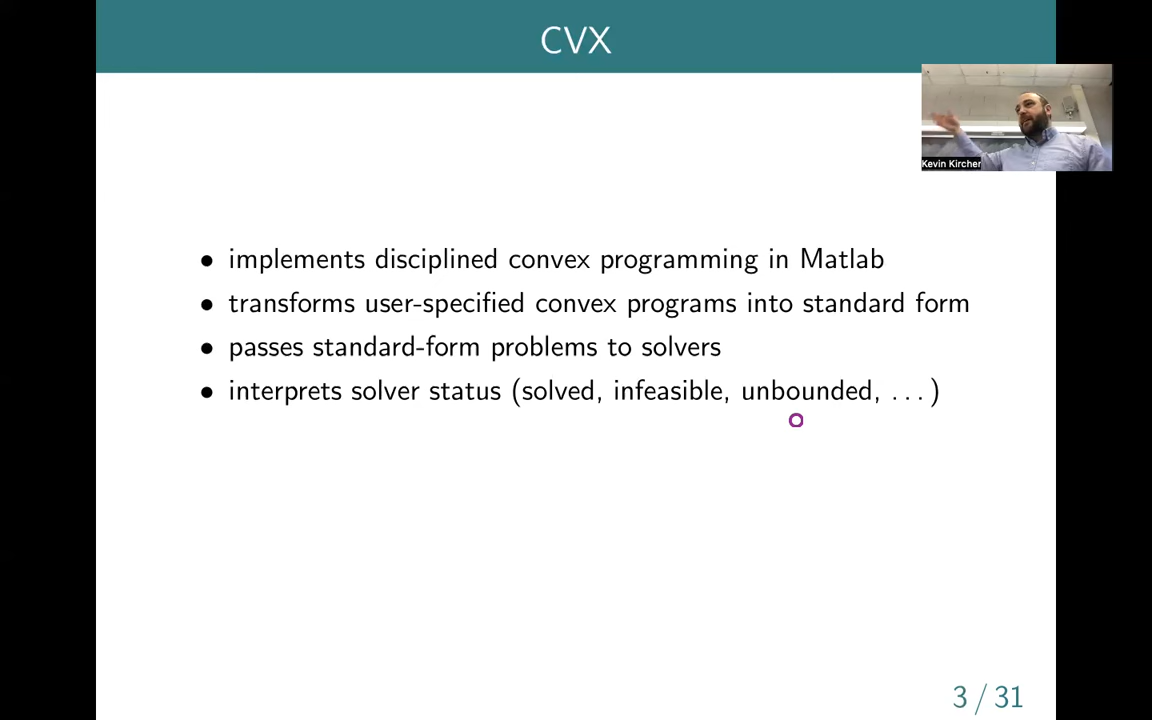 CVX
Kevin Kircher
• implements disciplined convex programming in Matlab
• transforms user-specified convex programs into standard form
• passes standard-form problems to solvers
• interprets solver status (solved, infeasible, unbounded, . . . )
3 / 31